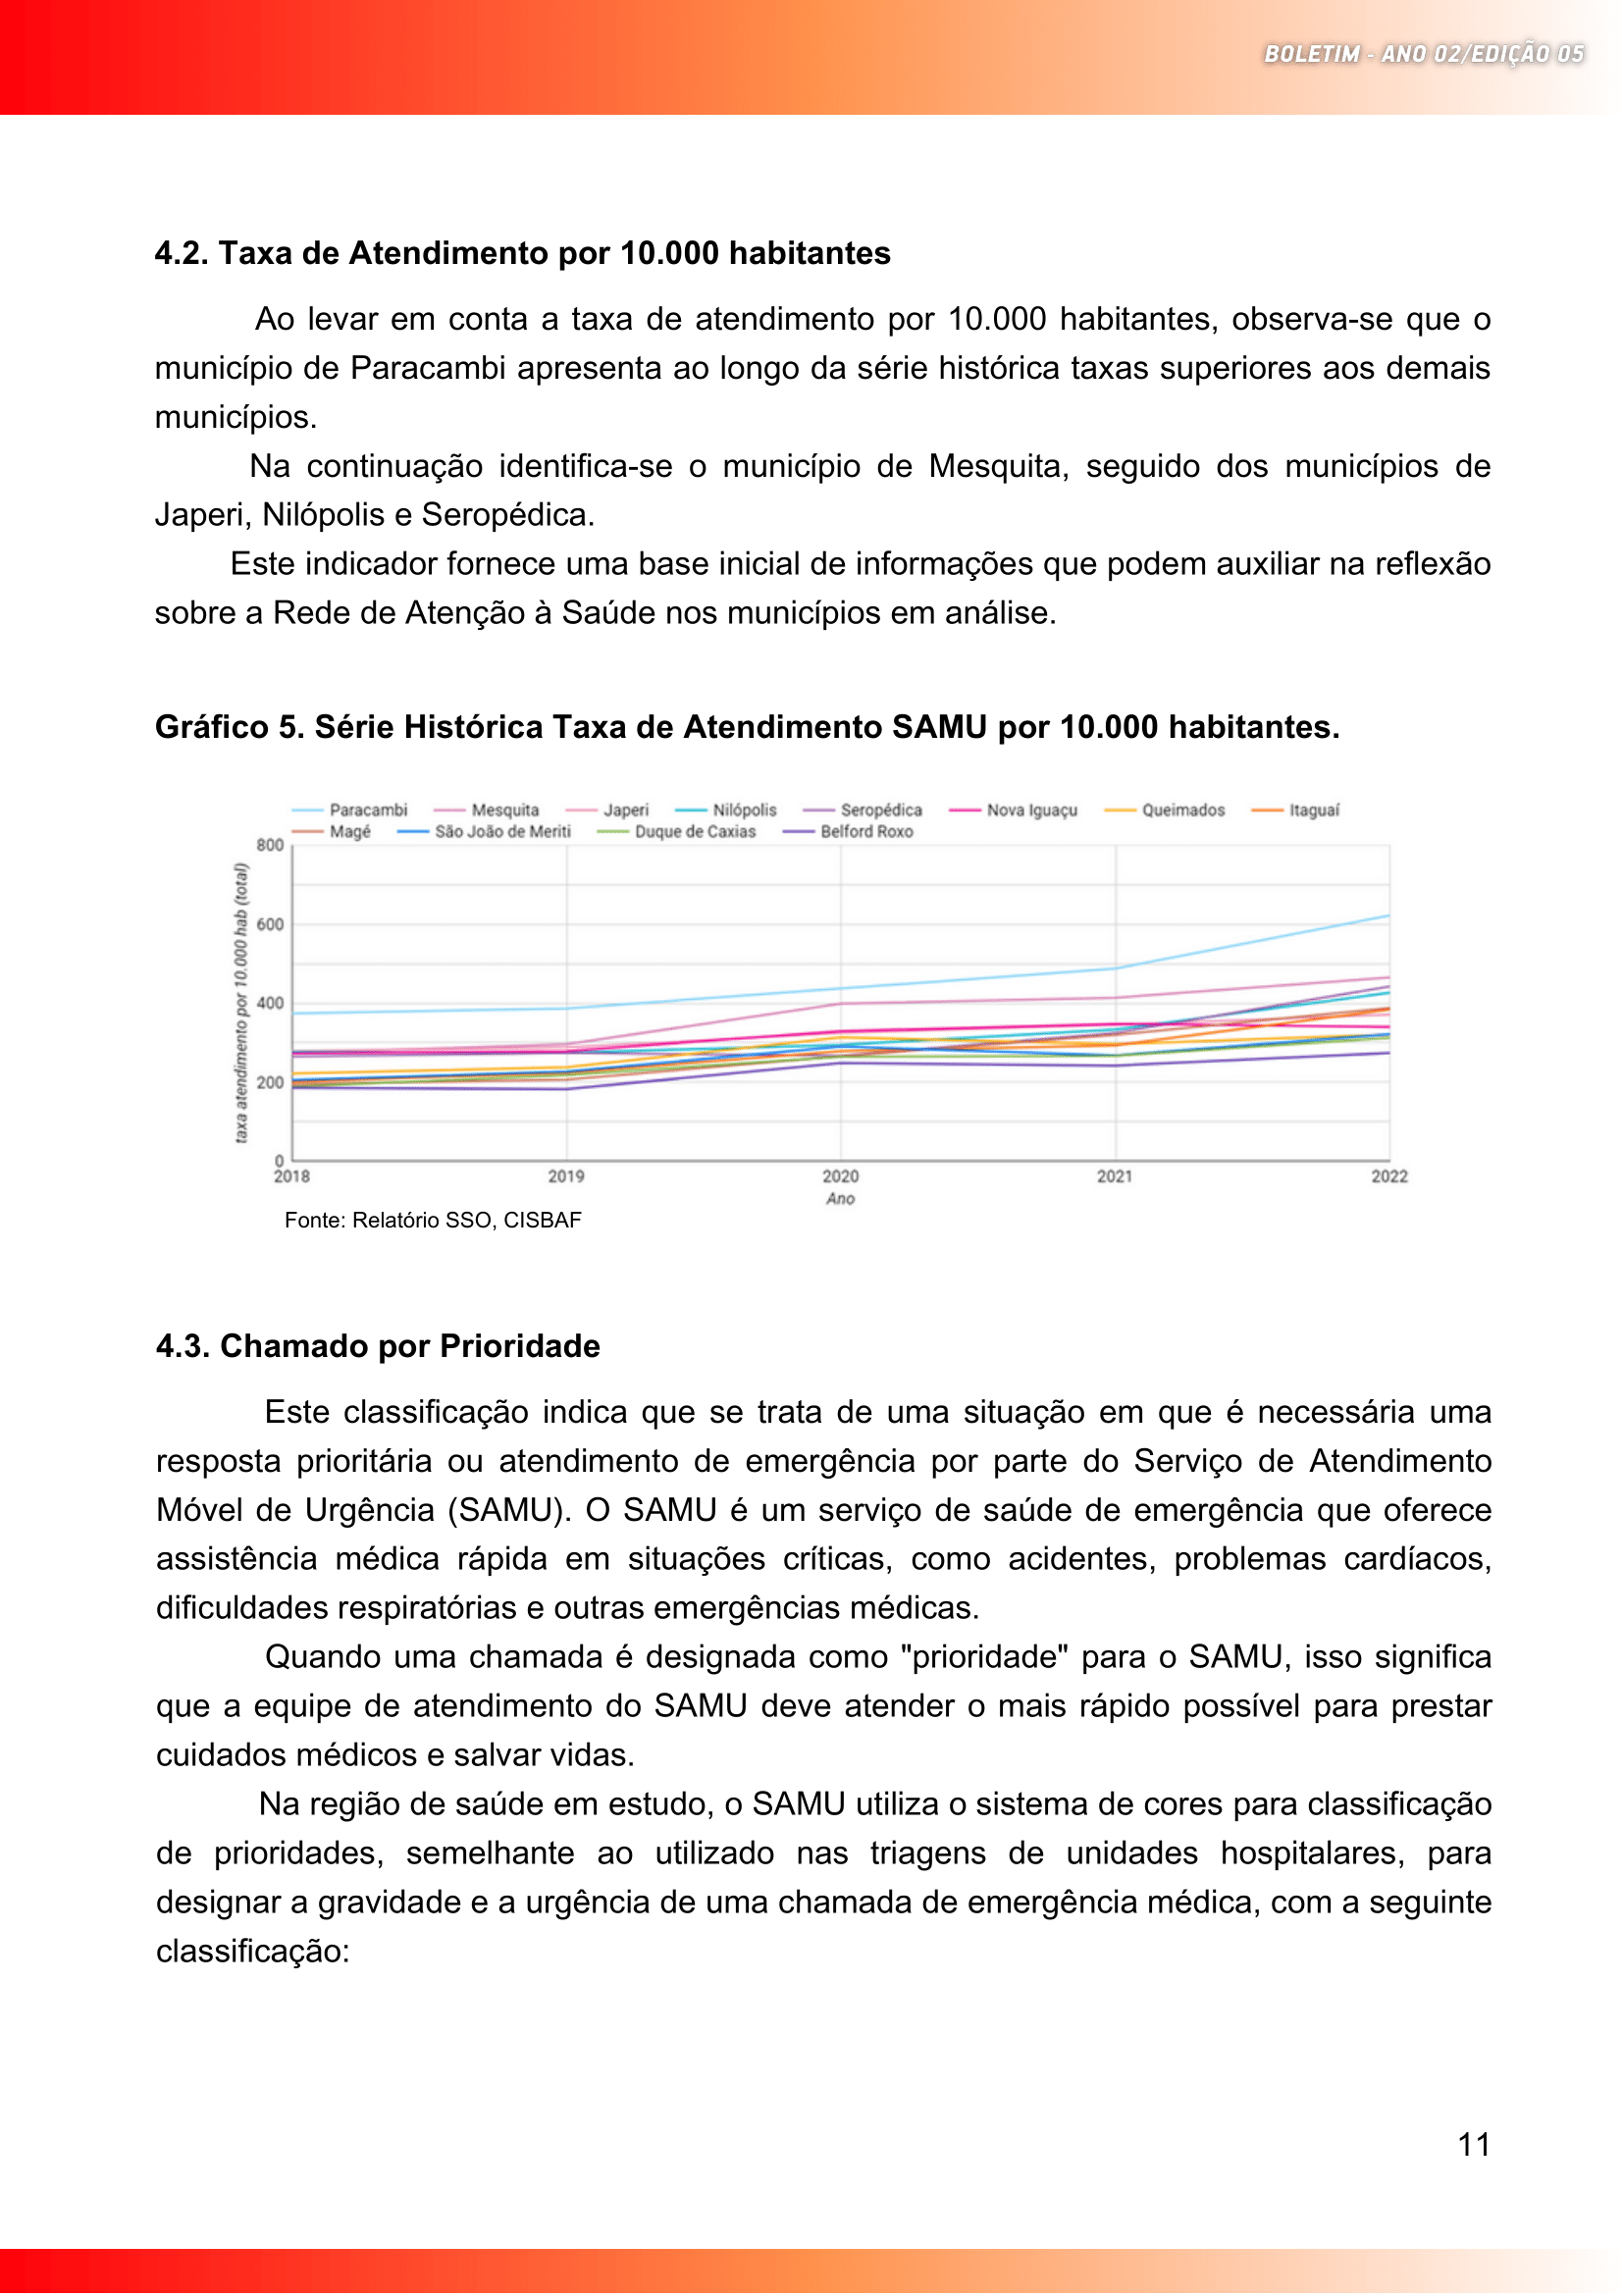 BOLETIM - ANO 02/EDIÇÃO 05
4.2. Taxa de Atendimento por 10.000 habitantes
Ao levar em conta a taxa de atendimento por 10.000 habitantes, observa-se que o
município de Paracambi apresenta ao longo da série histórica taxas superiores aos demais
municípios.
Na continuação identifica-se o município de Mesquita, seguido dos municípios de
Japeri, Nilópolis e Seropédica.
Este indicador fornece uma base inicial de informações que podem auxiliar na reflexão
sobre a Rede de Atenção à Saúde nos municípios em análise.
Gráfico 5. Série Histórica Taxa de Atendimento SAMU por 10.000 habitantes.
Paracambi Mesquita Japeri Nilópolis Seropédica Nova Iguaçu Queimados Itaguaí
Magé São João de Meriti Duque de Caxias Belford Roxo
taxa atendimento por 10.000 hab (total)
800
600
400
200
0
2018 2019 2020 2021 2022
Ano
Fonte: Relatório SSO, CISBAF
4.3. Chamado por Prioridade
Este classificação indica que se trata de uma situação em que é necessária uma
resposta prioritária ou atendimento de emergência por parte do Serviço de Atendimento
Móvel de Urgência (SAMU). O SAMU é um serviço de saúde de emergência que oferece
assistência médica rápida em situações críticas, como acidentes, problemas cardíacos,
dificuldades respiratórias e outras emergências médicas.
Quando uma chamada é designada como "prioridade" para o SAMU, isso significa
que a equipe de atendimento do SAMU deve atender o mais rápido possível para prestar
cuidados médicos e salvar vidas.
Na região de saúde em estudo, o SAMU utiliza o sistema de cores para classificação
de prioridades, semelhante ao utilizado nas triagens de unidades hospitalares, para
designar a gravidade e a urgência de uma chamada de emergência médica, com a seguinte
classificação:
11